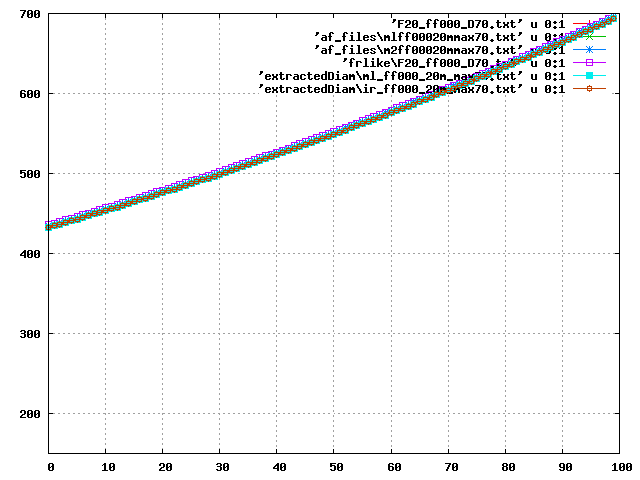 700
600
500
400
300
200
0 10 20 30 40 50 60 70 80 90 100
'F20_ff000_D70.txt' u 0:1
'af_files\m1ff00020mmax70.txt' u 0:1
'af_files\m2ff00020mmax70.txt' u 0:1
'frlike\F20_ff000_D70.txt' u 0:1
'extractedDiam\ml_ff000_20m_max70.txt' u 0:1
'extractedDiam\ir_ff000_20m_max70.txt' u 0:1